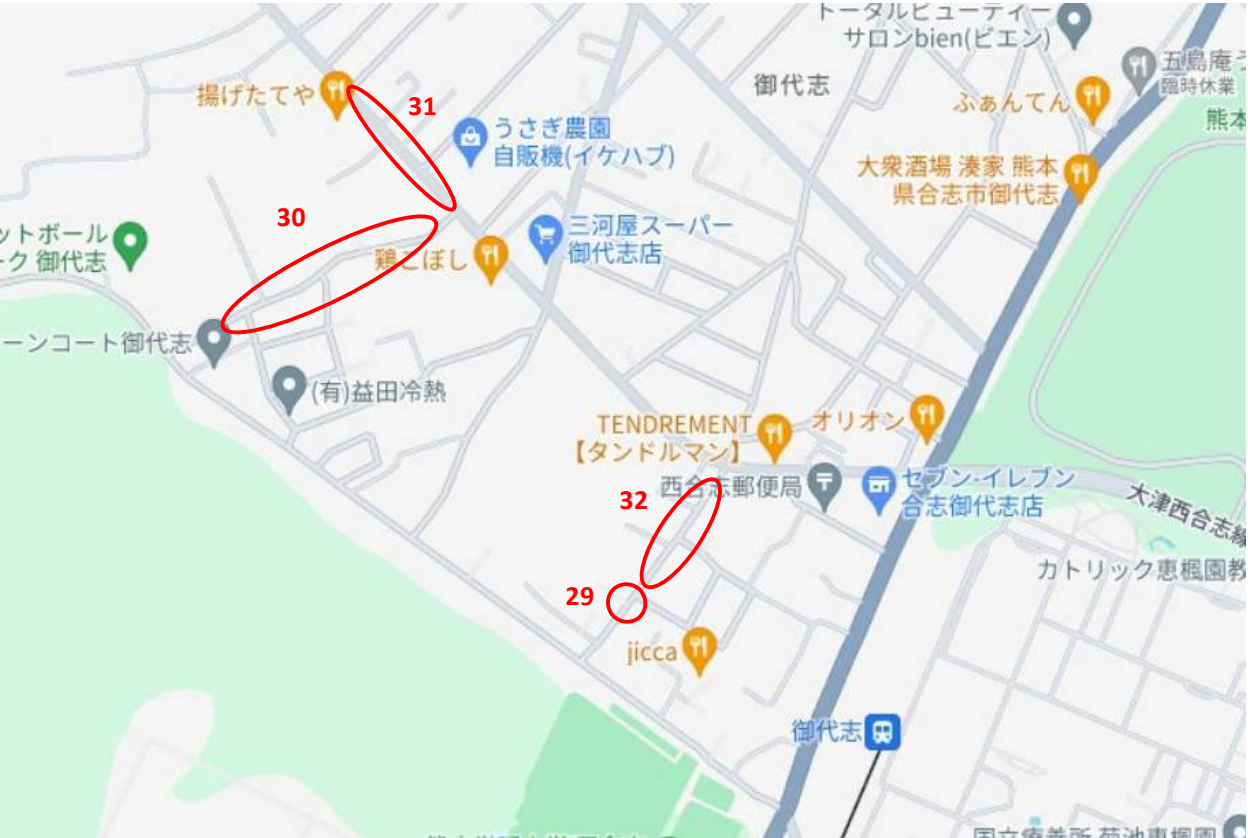 トータルビューティー
サロンbien(ビエン)
五島庵う
臨時休業
御代志
揚げたてや
31
ふぁんてん
熊本
うさぎ農園
自販機(イケハブ)
大衆酒場 湊家 熊本
県合志市御代志
30
ットボール
ーク 御代志
三河屋スーパー
御代志店
鶏こぼし
ーンコート御代志
(有)益田冷熱
TENDREMENT
【タンドルマン】
オリオン
西合志郵便局
セブン-イレブン
合志御代志店
大津西合志線
32
カトリック恵楓園教
29
jicca
御代志
国立療養所 菊池恵楓園